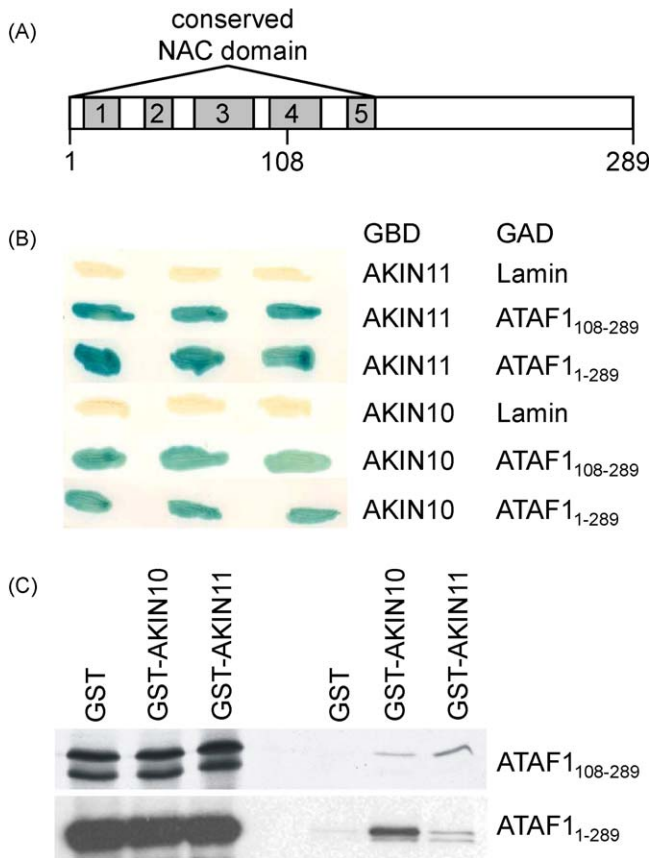 (A)
conserved
NAC domain
1 2 3 4 5
1 108 289
(B)
GBD GAD
AKIN11 Lamin
AKIN11 ATAF1108-289
AKIN11 ATAF11-289
AKIN10 Lamin
AKIN10 ATAF1108-289
AKIN10 ATAF11-289
(C)
GST GST-AKIN10 GST-AKIN11 GST GST-AKIN10 GST-AKIN11
ATAF1108-289
ATAF11-289